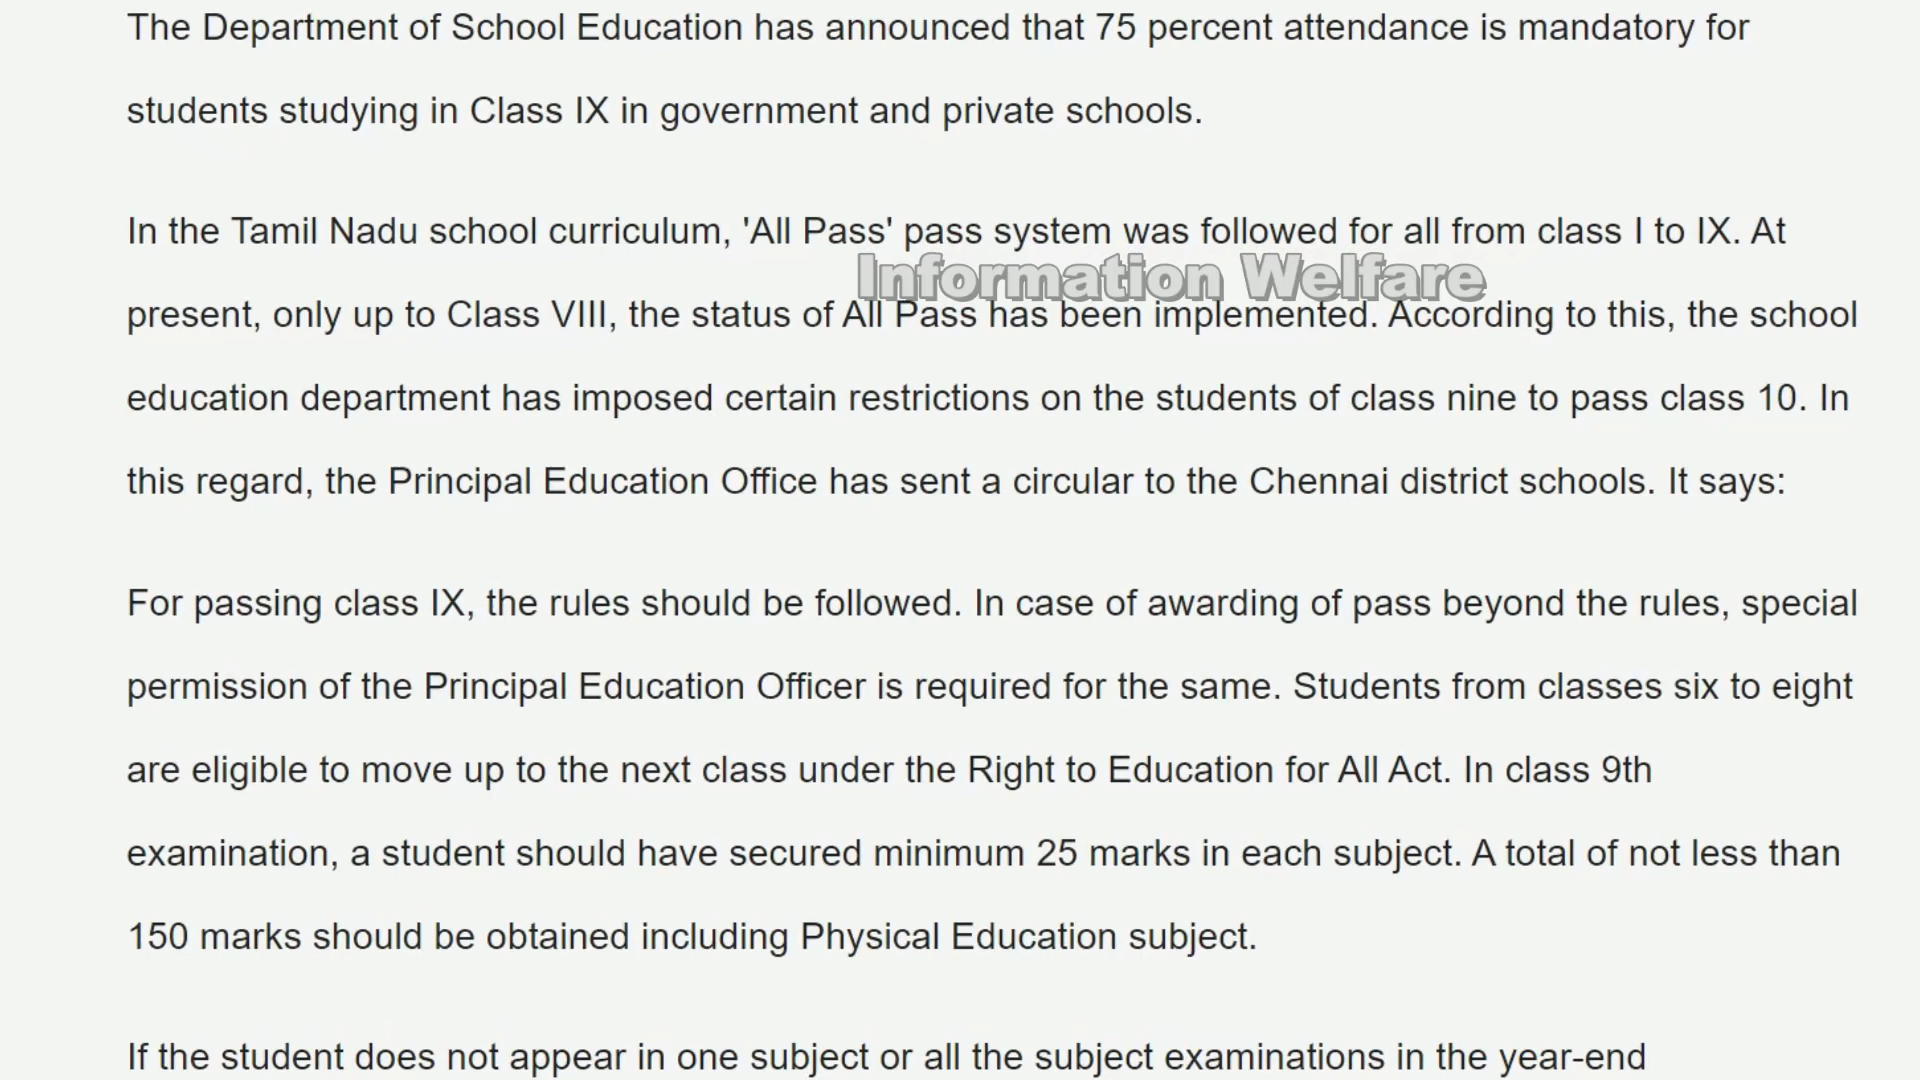 The Department of School Education has announced that 75 percent attendance is mandatory for
students studying in Class IX in government and private schools.
In the Tamil Nadu school curriculum, 'All Pass' pass system was followed for all from class I to IX. At
Information Welfare
present, only up to Class VIII, the status of All Pass has been implemented. According to this, the school
education department has imposed certain restrictions on the students of class nine to pass class 10. In
this regard, the Principal Education Office has sent a circular to the Chennai district schools. It says:
For passing class IX, the rules should be followed. In case of awarding of pass beyond the rules, special
permission of the Principal Education Officer is required for the same. Students from classes six to eight
are eligible to move up to the next class under the Right to Education for All Act. In class 9th
examination, a student should have secured minimum 25 marks in each subject. A total of not less than
150 marks should be obtained including Physical Education subject.
If the student does not appear in one subject or all the subject examinations in the year-end